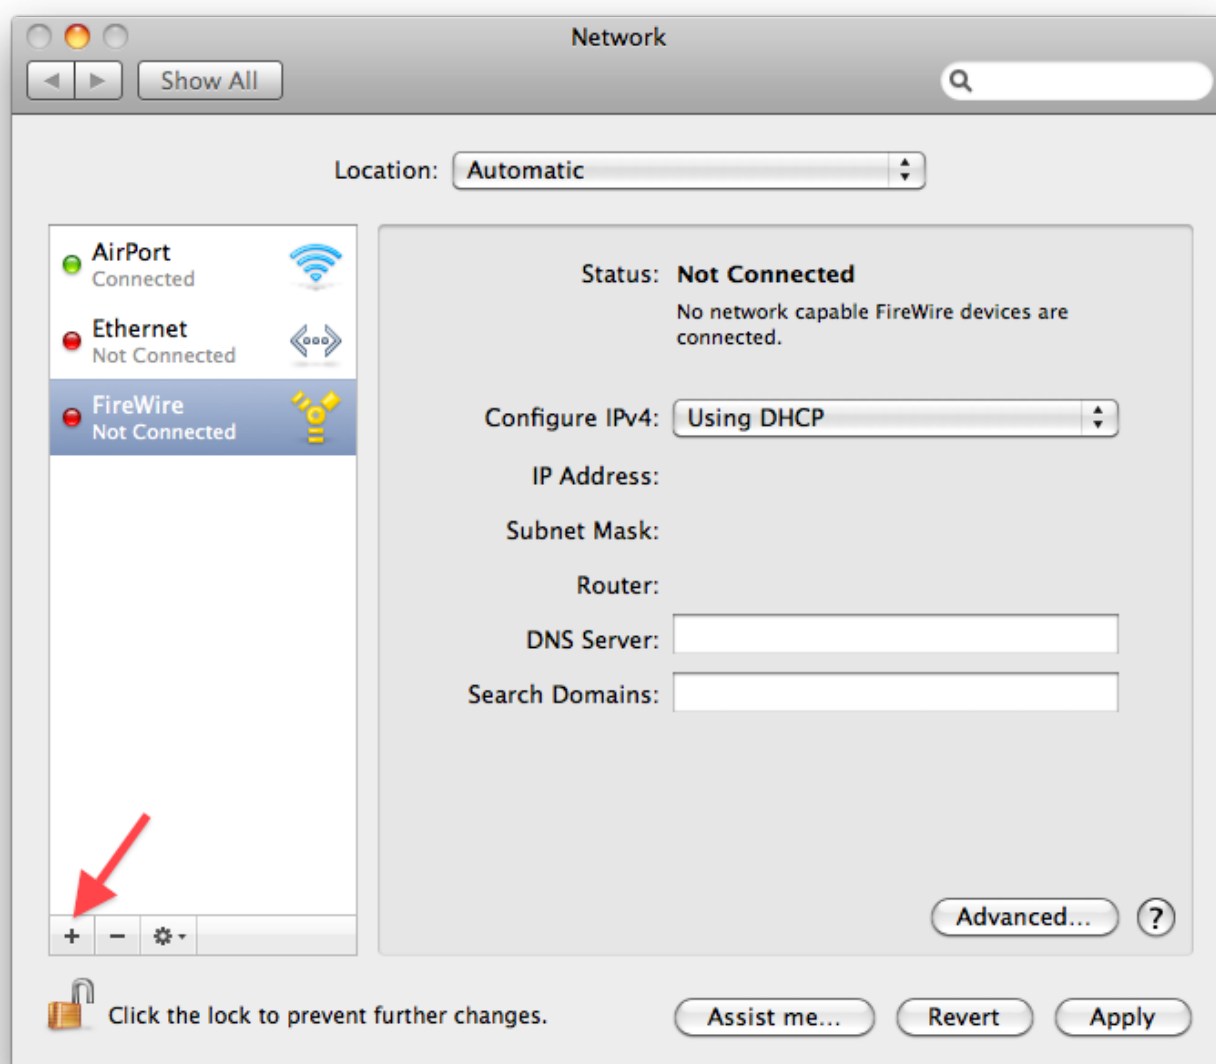 Network
Show All
Location: Automatic
AirPort
Connected
Ethernet
Not Connected
FireWire
Not Connected
Status: Not Connected
No network capable FireWire devices are
connected.
Configure IPv4: Using DHCP
IP Address:
Subnet Mask:
Router:
DNS Server:
Search Domains:
Advanced... ?
+ −
Click the lock to prevent further changes.
Assist me... Revert Apply